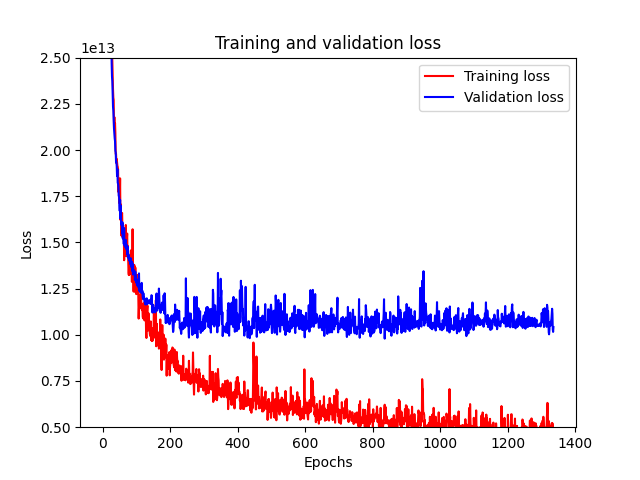 Training and validation loss
1e13
2.50
2.25
2.00
1.75
1.50
1.25
1.00
0.75
0.50
Loss
Training loss
Validation loss
0 200 400 600 800 1000 1200 1400
Epochs